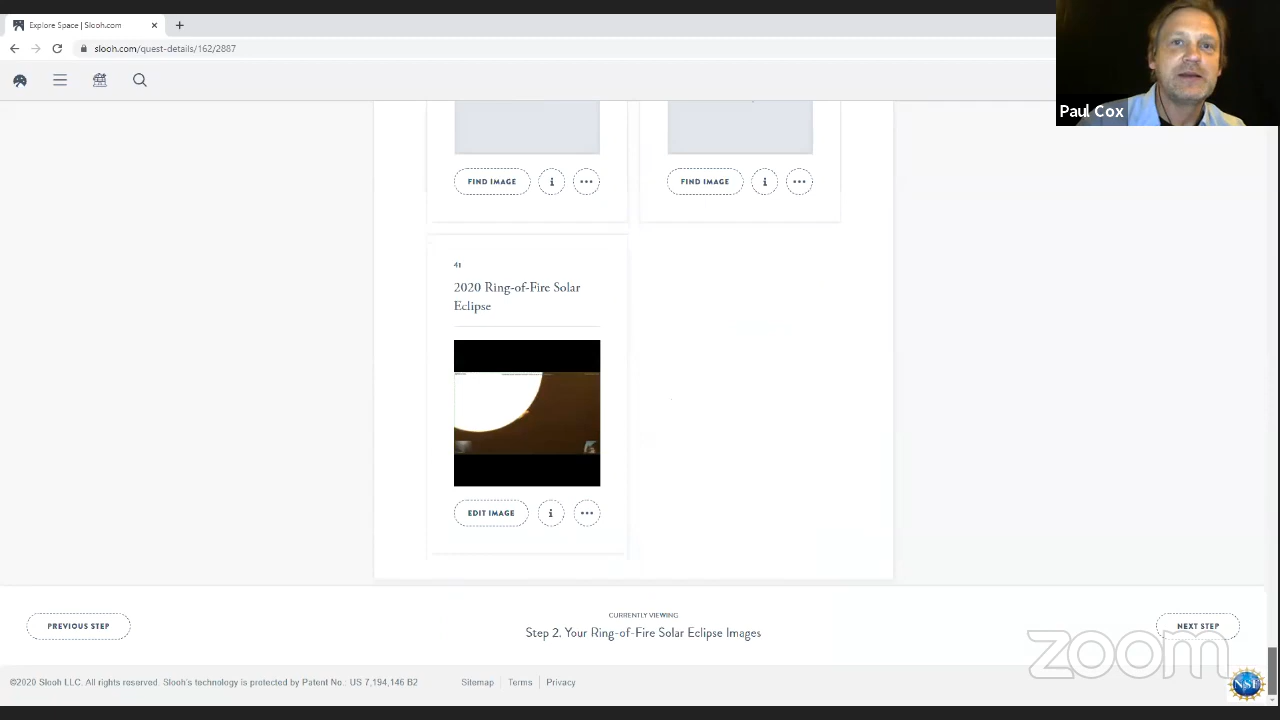 Explore Space | Slooh.com
slooh.com/quest-details/162/2887
Paul Cox
FIND IMAGE
FIND IMAGE
41
2020 Ring-of-Fire Solar
Eclipse
EDIT IMAGE
PREVIOUS STEP
CURRENTLY VIEWING
Step 2. Your Ring-of-Fire Solar Eclipse Images
NEXT STEP
zoom
©2020 Slooh LLC. All rights reserved. Slooh's technology is protected by Patent No.: US 7,194,146 B2
Sitemap
Terms
Privacy
NSF